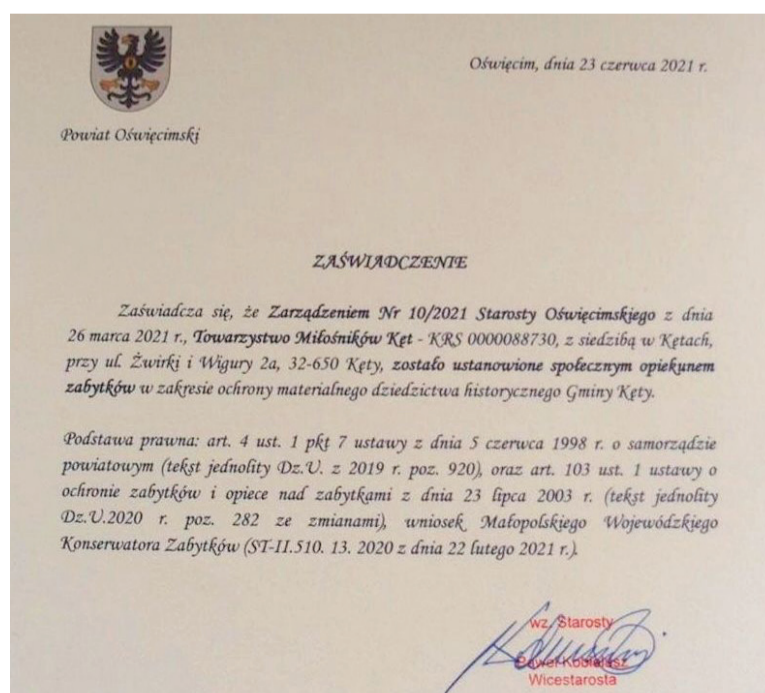 Oświęcim, dnia 23 czerwca 2021 r.
Powiat Oświęcimski
ZAŚWIADCZENIE
Zaświadcza się, że Zarządzeniem Nr 10/2021 Starosty Oświęcimskiego z dnia
26 marca 2021 r., Towarzystwo Miłośników Kęt - KRS 0000088730, z siedzibą w Kętach,
przy ul. Żwirki i Wigury 2a, 32-650 Kęty, zostało ustanowione społecznym opiekunem
zabytków w zakresie ochrony materialnego dziedzictwa historycznego Gminy Kęty.
Podstawa prawna: art. 4 ust. 1 pkt 7 ustawy z dnia 5 czerwca 1998 r. o samorządzie
powiatowym (tekst jednolity Dz.U. z 2019 r. poz. 920), oraz art. 103 ust. 1 ustawy o
ochronie zabytków i opiece nad zabytkami z dnia 23 lipca 2003 r. (tekst jednolity
Dz.U.2020 r. poz. 282 ze zmianami), wniosek Małopolskiego Wojewódzkiego
Konserwatora Zabytków (ST-II.510. 13. 2020 z dnia 22 lutego 2021 r.).
wz. Starosty
Paweł
Wicestarosta